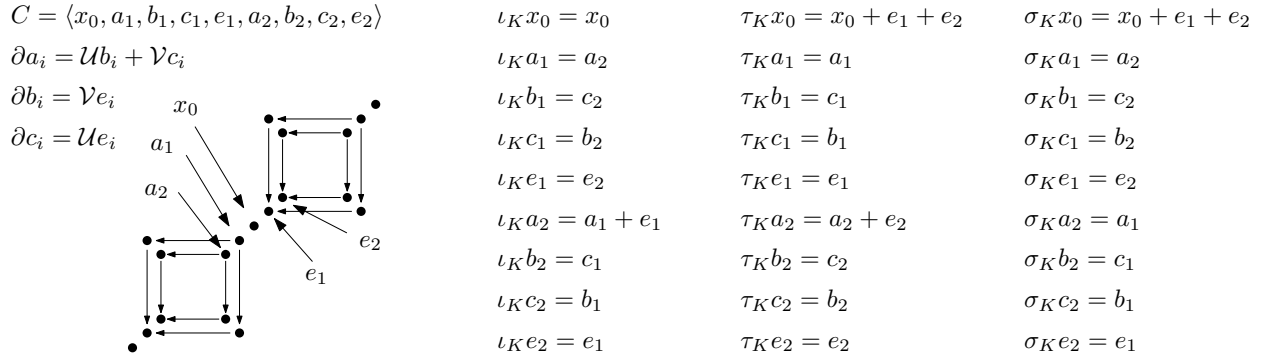 C = ⟨x₀, a₁, b₁, c₁, e₁, a₂, b₂, c₂, e₂⟩
∂aᵢ = 𝒰bᵢ + 𝒱cᵢ
∂bᵢ = 𝒱eᵢ
∂cᵢ = 𝒰eᵢ
x₀
a₁
a₂
e₂
e₁
ι_K x₀ = x₀
ι_K a₁ = a₂
ι_K b₁ = c₂
ι_K c₁ = b₂
ι_K e₁ = e₂
ι_K a₂ = a₁ + e₁
ι_K b₂ = c₁
ι_K c₂ = b₁
ι_K e₂ = e₁
τ_K x₀ = x₀ + e₁ + e₂
τ_K a₁ = a₁
τ_K b₁ = c₁
τ_K c₁ = b₁
τ_K e₁ = e₁
τ_K a₂ = a₂ + e₂
τ_K b₂ = c₂
τ_K c₂ = b₂
τ_K e₂ = e₂
σ_K x₀ = x₀ + e₁ + e₂
σ_K a₁ = a₂
σ_K b₁ = c₂
σ_K c₁ = b₂
σ_K e₁ = e₂
σ_K a₂ = a₁
σ_K b₂ = c₁
σ_K c₂ = b₁
σ_K e₂ = e₁